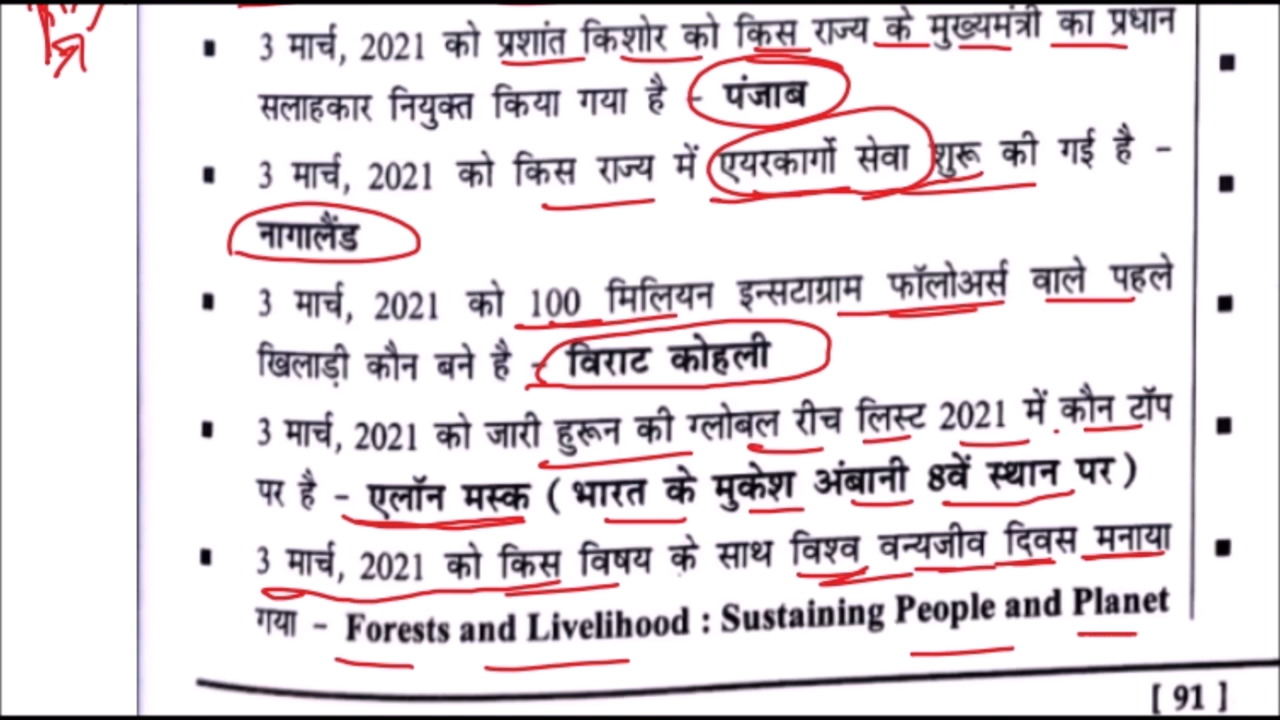 ▪ 3 मार्च, 2021 को प्रशांत किशोर को किस राज्य के मुख्यमंत्री का प्रधान
सलाहकार नियुक्त किया गया है - पंजाब
▪ 3 मार्च, 2021 को किस राज्य में एयरकार्गो सेवा शुरू की गई है -
नागालैंड
▪ 3 मार्च, 2021 को 100 मिलियन इन्सटाग्राम फॉलोअर्स वाले पहले
खिलाड़ी कौन बने है - विराट कोहली
▪ 3 मार्च, 2021 को जारी हुरून की ग्लोबल रीच लिस्ट 2021 में कौन टॉप
पर है - एलॉन मस्क ( भारत के मुकेश अंबानी 8वें स्थान पर )
▪ 3 मार्च, 2021 को किस विषय के साथ विश्व वन्यजीव दिवस मनाया
गया - Forests and Livelihood : Sustaining People and Planet
[ 91 ]